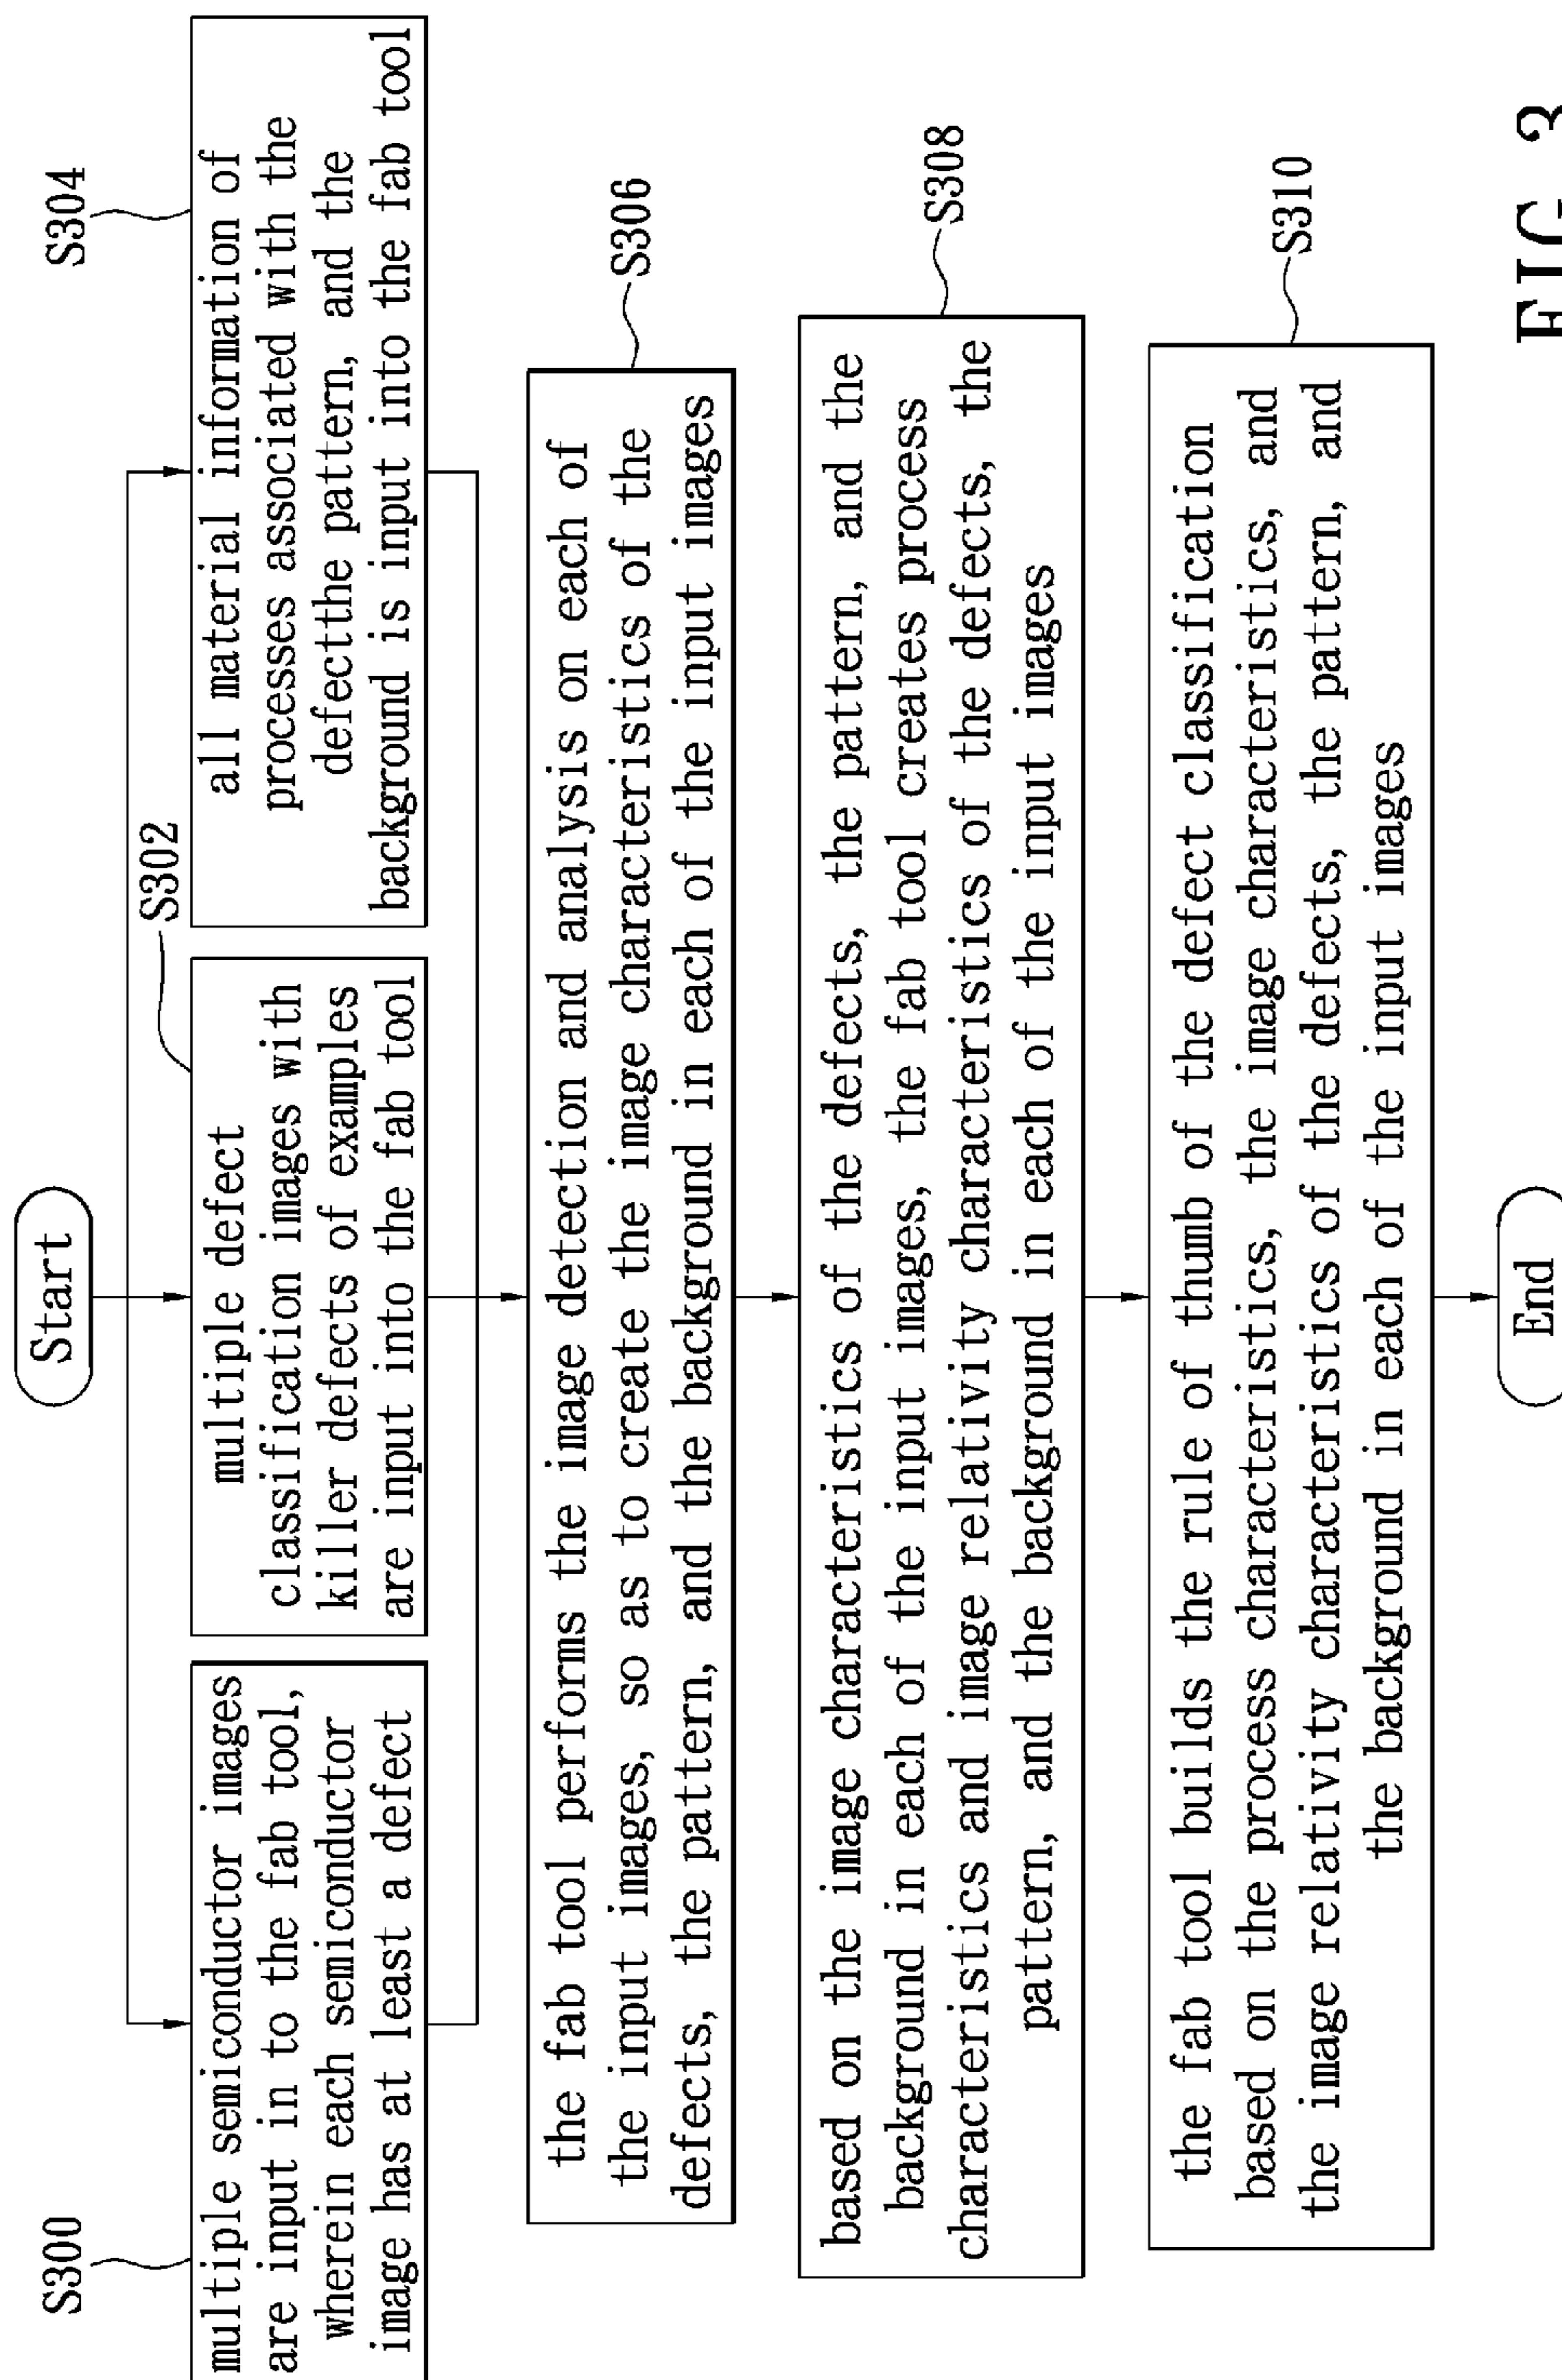 Start
S300
multiple semiconductor images
are input in to the fab tool,
wherein each semiconductor
image has at least a defect
S302
multiple defect
classification images with
killer defects of examples
are input into the fab tool
S304
all material information of
processes associated with the
defectthe pattern, and the
background is input into the fab tool
S306
the fab tool performs the image detection and analysis on each of
the input images, so as to create the image characteristics of the
defects, the pattern, and the background in each of the input images
S308
based on the image characteristics of the defects, the pattern, and the
background in each of the input images, the fab tool creates process
characteristics and image relativity characteristics of the defects, the
pattern, and the background in each of the input images
S310
the fab tool builds the rule of thumb of the defect classification
based on the process characteristics, the image characteristics, and
the image relativity characteristics of the defects, the pattern, and
the background in each of the input images
End
FIG 3